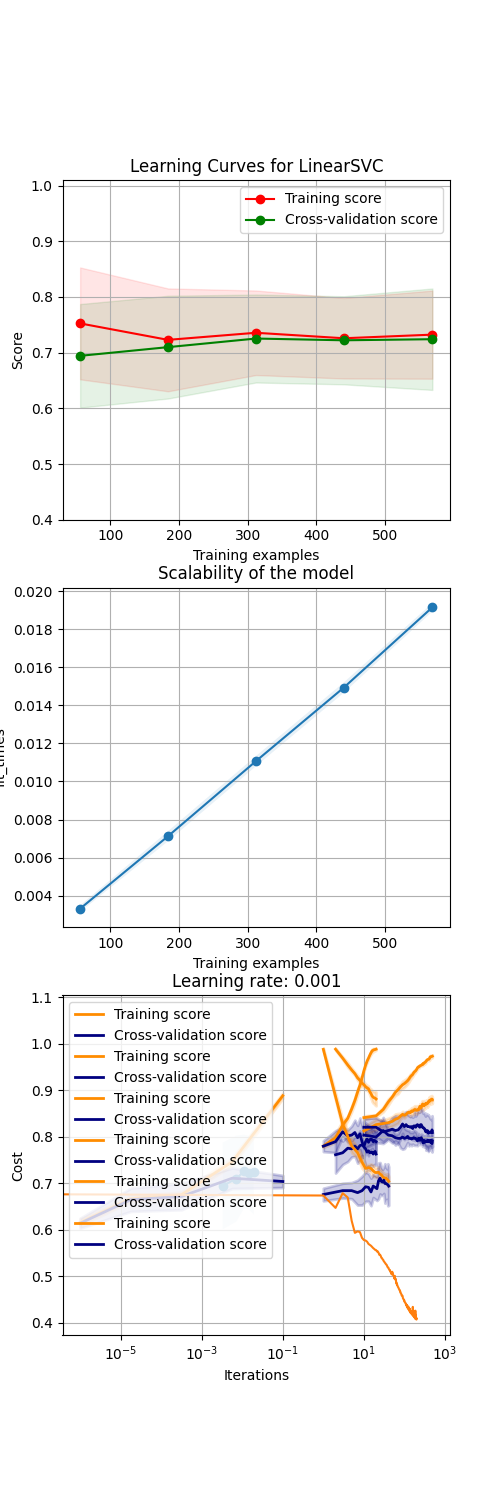 Learning Curves for LinearSVC
1.0
0.9
0.8
0.7
0.6
0.5
0.4
Score
Training score
Cross-validation score
100
200
300
400
500
Training examples
Scalability of the model
0.020
0.018
0.016
0.014
0.012
0.010
0.008
0.006
0.004
100
200
300
400
500
Training examples
Learning rate: 0.001
1.1
1.0
0.9
0.8
0.7
0.6
0.5
0.4
Cost
Training score
Cross-validation score
Training score
Cross-validation score
Training score
Cross-validation score
Training score
Cross-validation score
Training score
Cross-validation score
Training score
Cross-validation score
10⁻⁵
10⁻³
10⁻¹
10¹
10³
Iterations